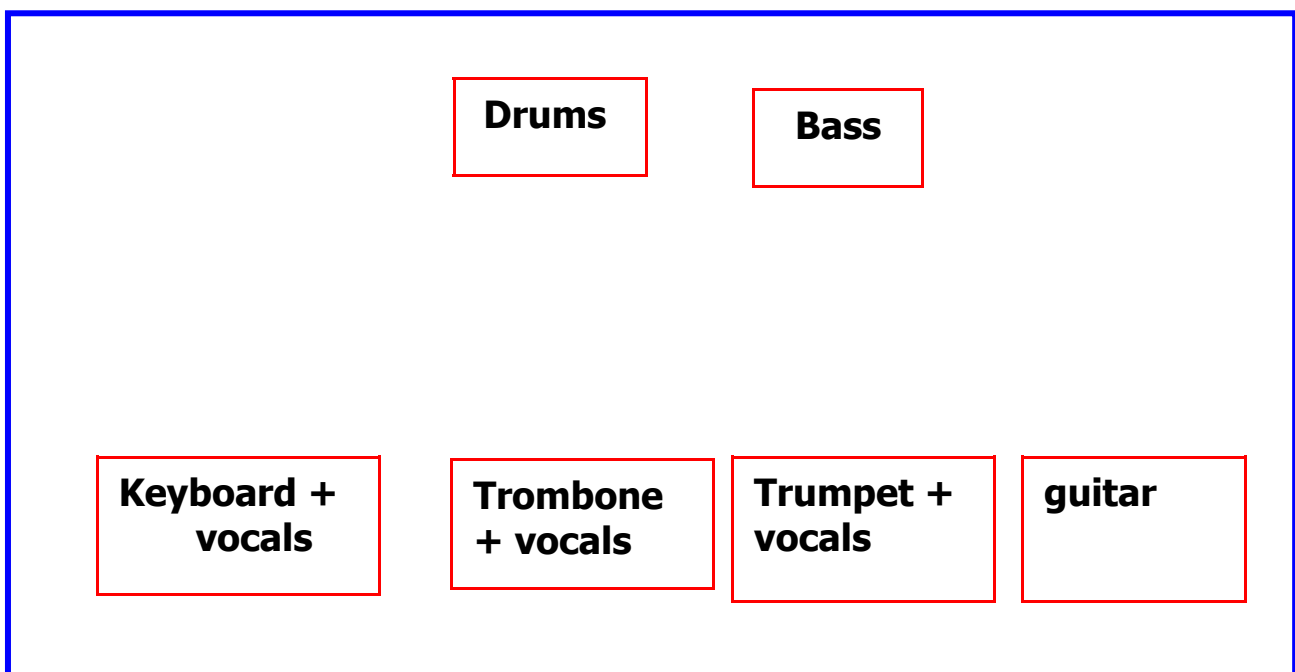 Drums
Bass
Keyboard +
vocals
Trombone
+ vocals
Trumpet +
vocals
guitar